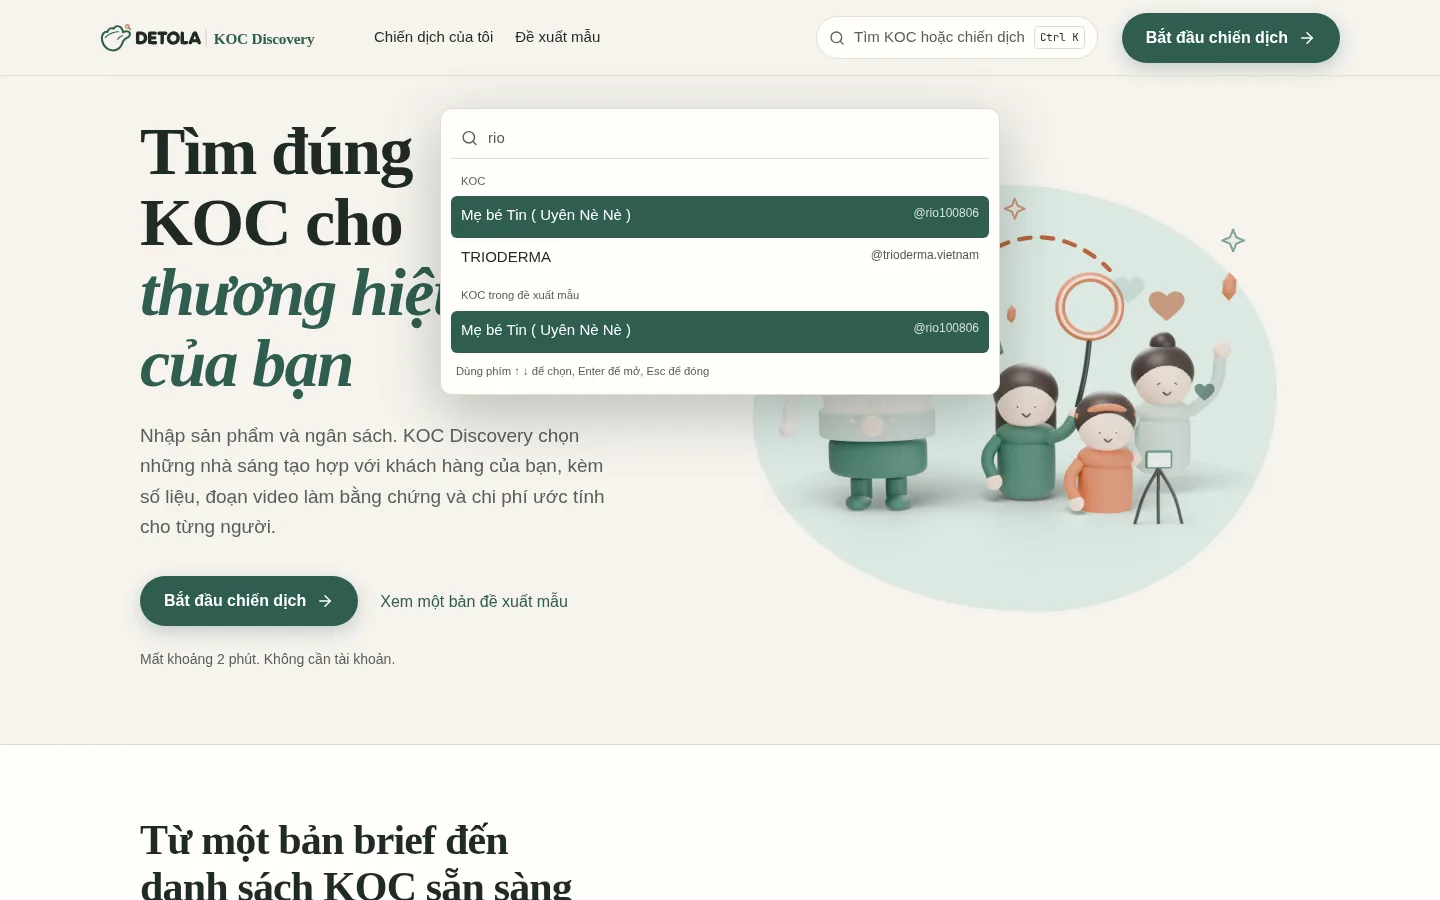 DETOLA | KOC Discovery
Chiến dịch của tôi
Đề xuất mẫu
Tìm KOC hoặc chiến dịch
Ctrl K
Bắt đầu chiến dịch
rio
KOC
Mẹ bé Tin ( Uyên Nè Nè )
@rio100806
TRIODERMA
@trioderma.vietnam
KOC trong đề xuất mẫu
Mẹ bé Tin ( Uyên Nè Nè )
@rio100806
Dùng phím ↑ ↓ để chọn, Enter để mở, Esc để đóng
Tìm đúng
KOC cho
thương hiệu
của bạn
Nhập sản phẩm và ngân sách. KOC Discovery chọn
những nhà sáng tạo hợp với khách hàng của bạn, kèm
số liệu, đoạn video làm bằng chứng và chi phí ước tính
cho từng người.
Bắt đầu chiến dịch
Xem một bản đề xuất mẫu
Mất khoảng 2 phút. Không cần tài khoản.
Từ một bản brief đến
danh sách KOC sẵn sàng